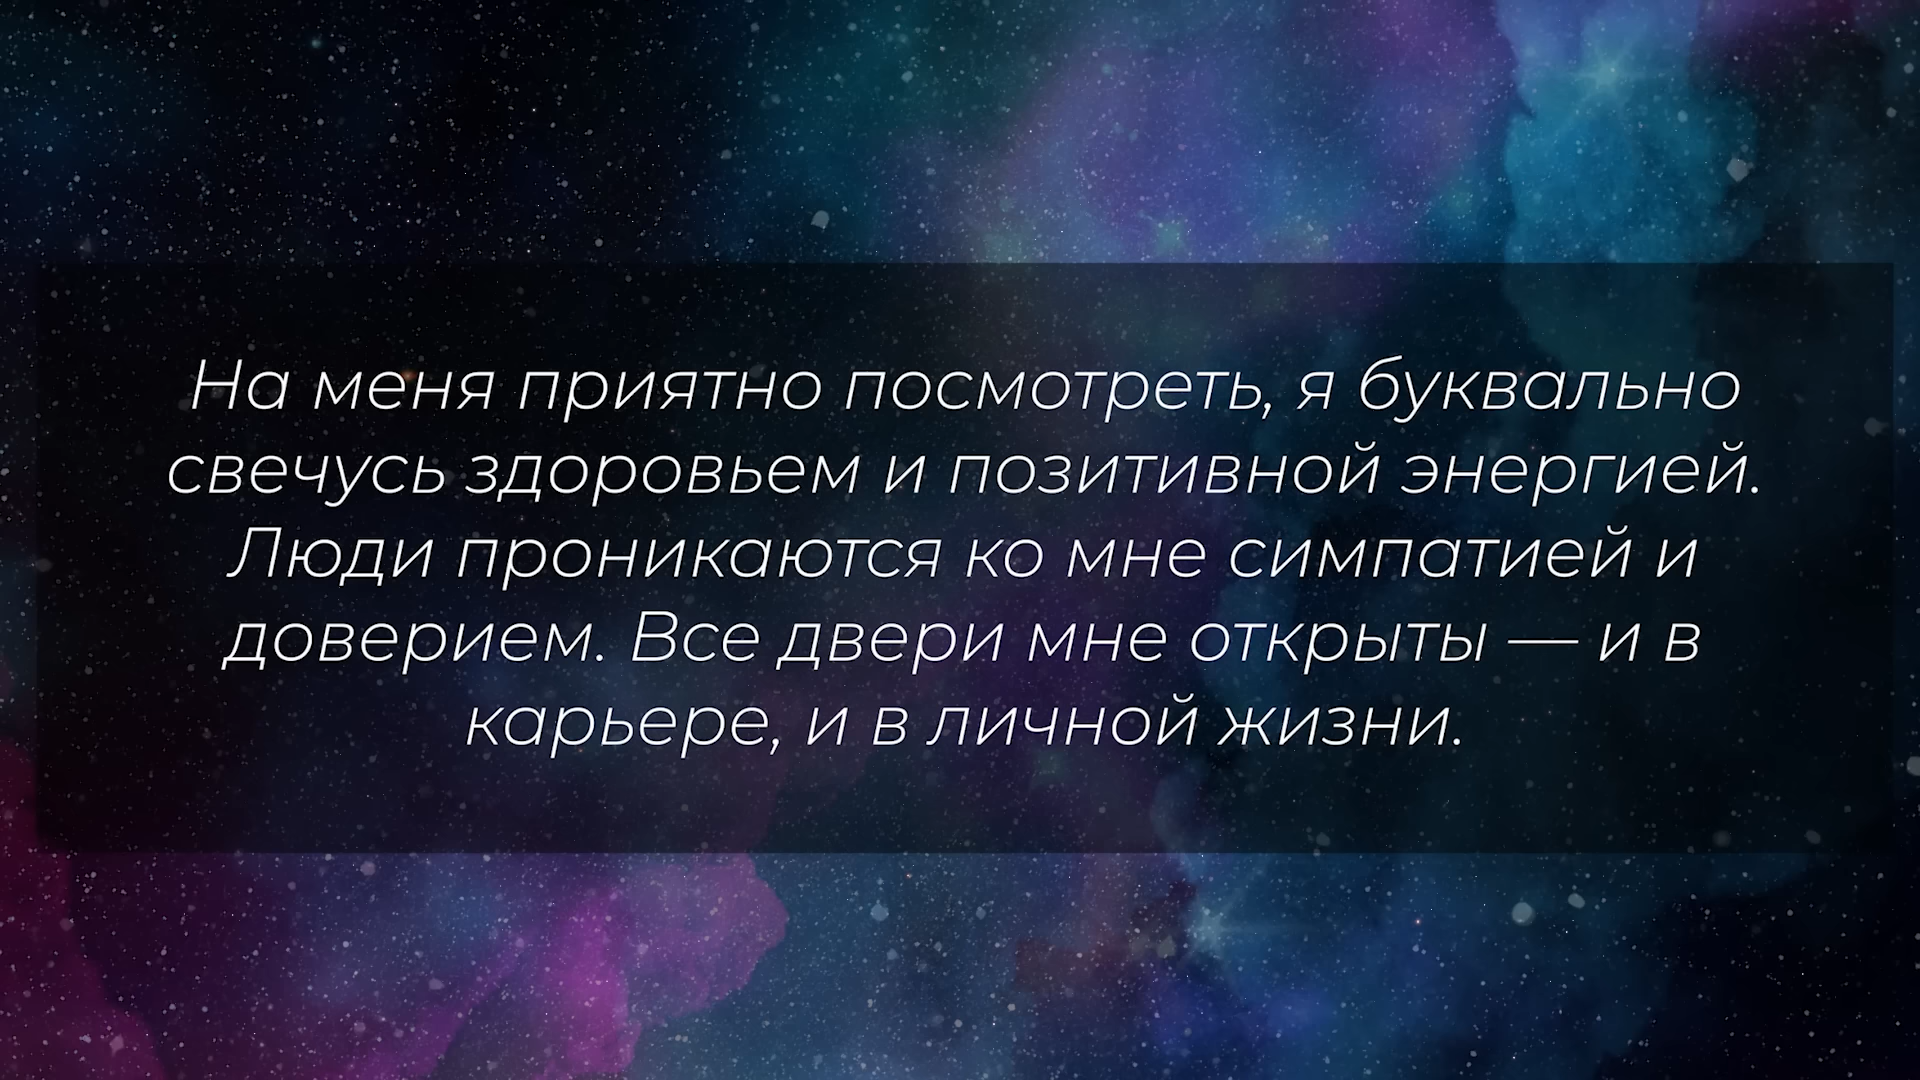 На меня приятно посмотреть, я буквально
свечусь здоровьем и позитивной энергией.
Люди проникаются ко мне симпатией и
доверием. Все двери мне открыты — и в
карьере, и в личной жизни.